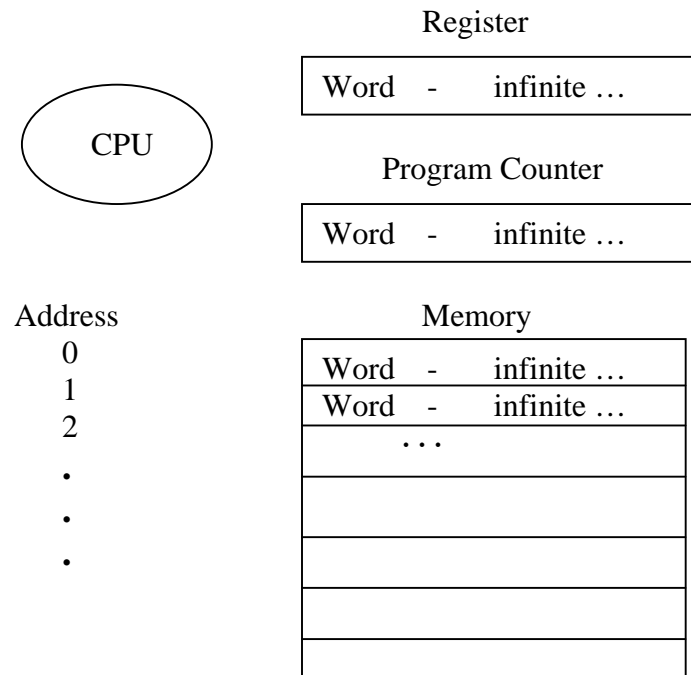 Register
Word - infinite …
CPU
Program Counter
Word - infinite …
Address
Memory
0
Word - infinite …
1
Word - infinite …
2
. . .
.
.
.